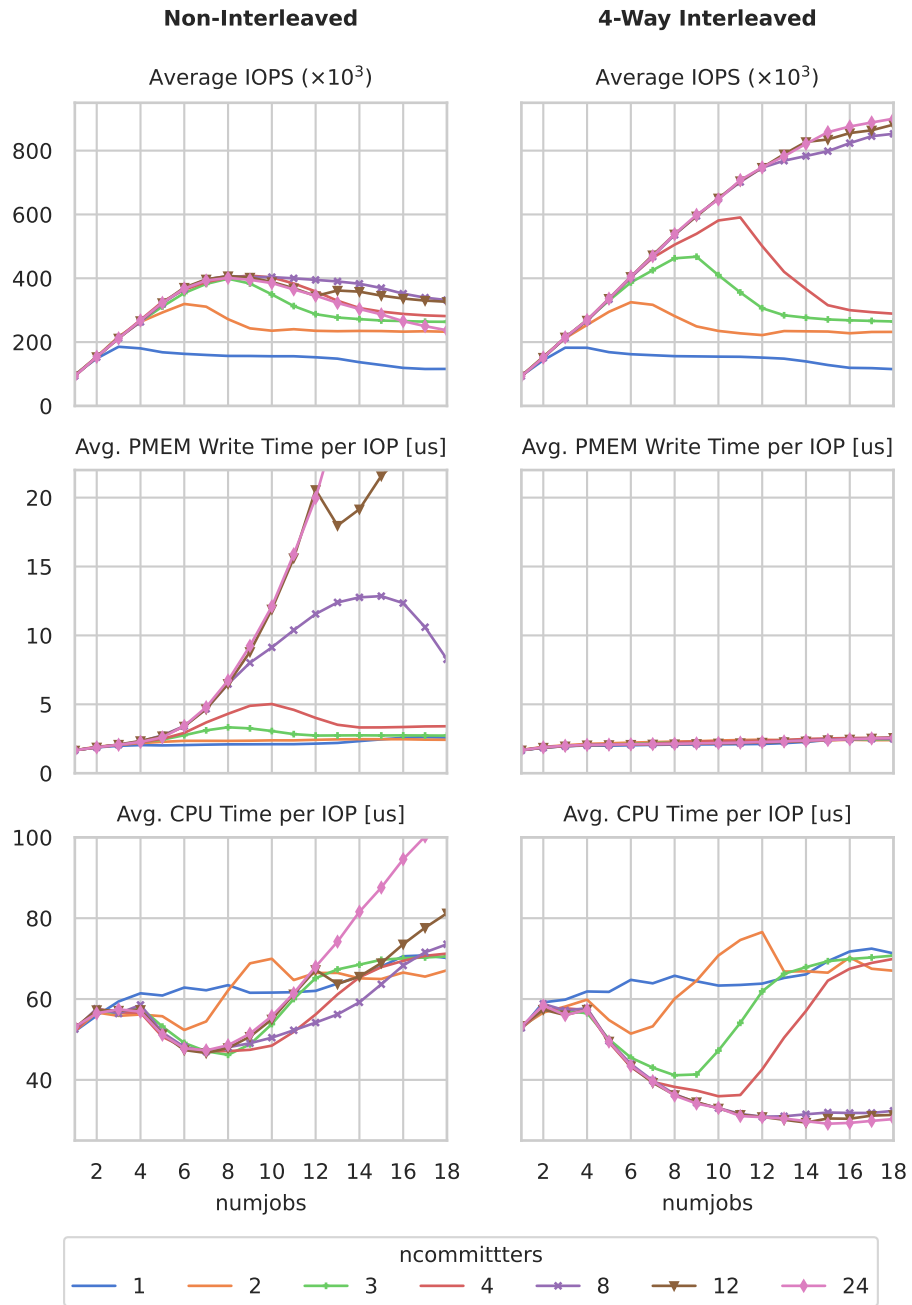 Non-Interleaved
4-Way Interleaved
Average IOPS (×10³)
Average IOPS (×10³)
800
600
400
200
0
Avg. PMEM Write Time per IOP [us]
Avg. PMEM Write Time per IOP [us]
20
15
10
5
0
Avg. CPU Time per IOP [us]
Avg. CPU Time per IOP [us]
100
80
60
40
2 4 6 8 10 12 14 16 18
2 4 6 8 10 12 14 16 18
numjobs
numjobs
ncommittters
1 2 3 4 8 12 24